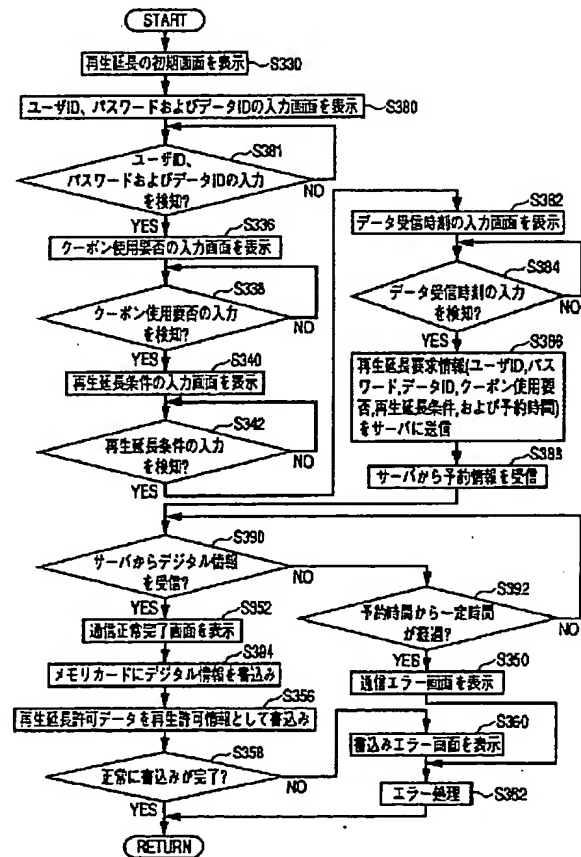 START
再生延長の初期画面を表示
S330
ユーザID、パスワードおよびデータIDの入力画面を表示
S380
S381
ユーザID、
パスワードおよびデータIDの入力
を検知?
NO
YES
S336
クーポン使用要否の入力画面を表示
S338
クーポン使用要否の入力
を検知?
NO
YES
S340
再生延長条件の入力画面を表示
S342
再生延長条件の入力
を検知?
NO
YES
S382
データ受信時刻の入力画面を表示
S384
データ受信時刻の入力
を検知?
NO
YES
S386
再生延長要求情報(ユーザID,パス
ワード,データID,クーポン使用要
否,再生延長条件,および予約時間)
をサーバに送信
S388
サーバから予約情報を受信
S390
サーバからデジタル情報
を受信?
NO
YES
S352
通信正常完了画面を表示
S394
メモリカードにデジタル情報を書込み
S356
再生延長許可データを再生許可情報として書込み
S358
正常に書込みが完了?
NO
YES
S392
予約時間から一定時間
が経過?
NO
YES
S350
通信エラー画面を表示
S360
書込みエラー画面を表示
エラー処理
S362
RETURN